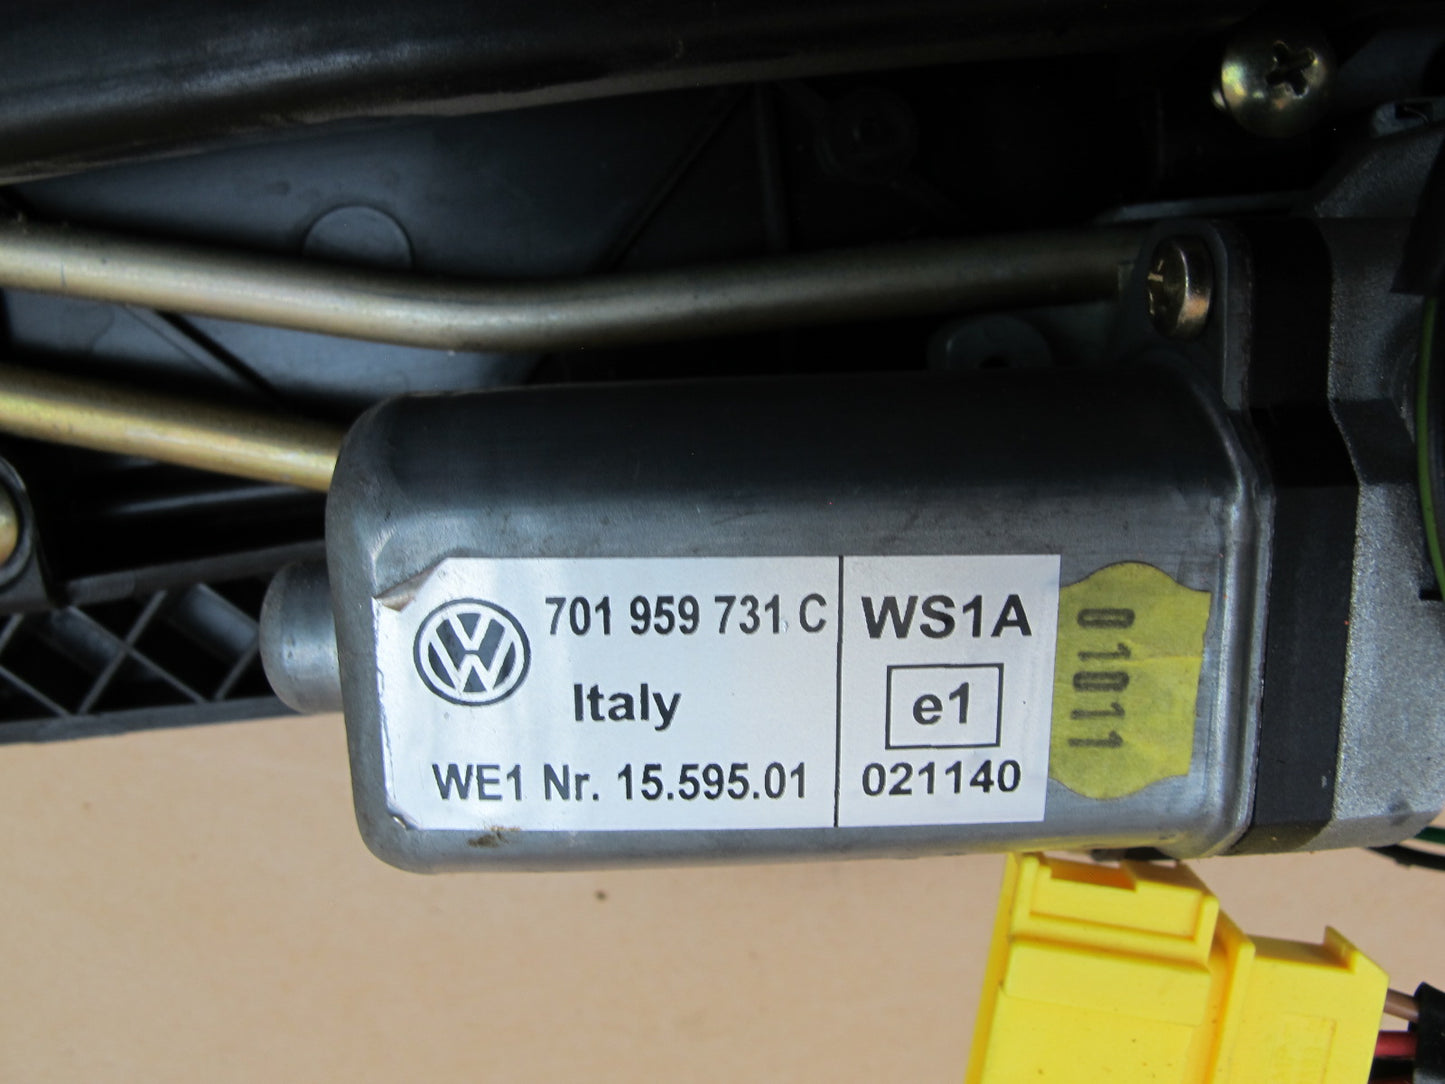 701 959 731 C
Italy
WE1 Nr. 15.595.01
WS1A
e1
021140
01011